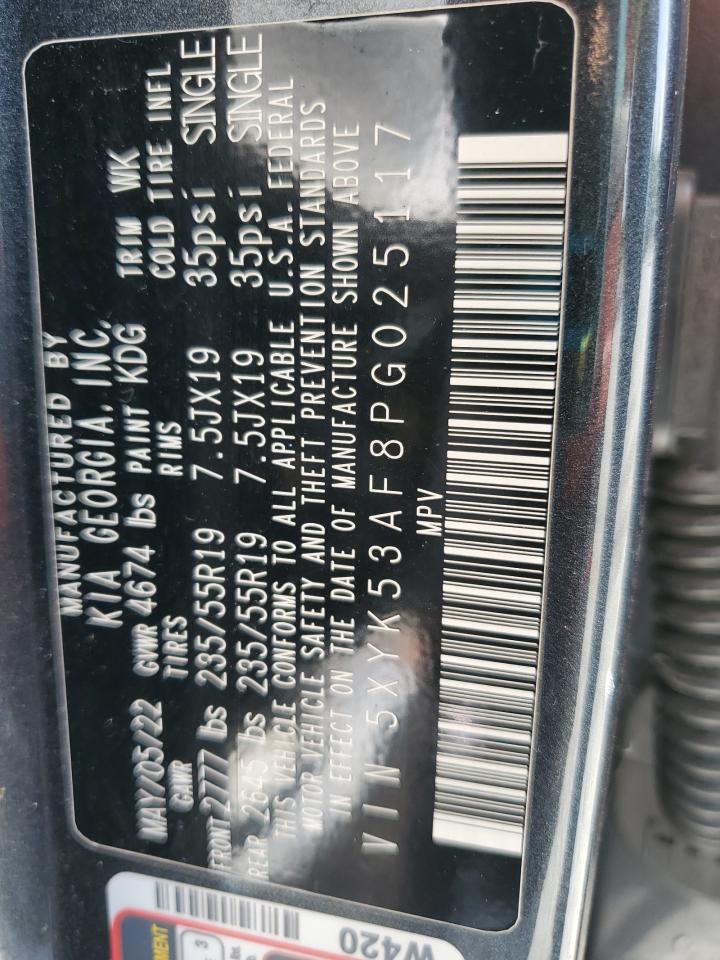 MANUFACTURED BY
KIA GEORGIA, INC.
MAY/05/22 GVWR 4674 lbs PAINT KDG TRIM WK
GAWR TIRES RIMS COLD TIRE INFL
FRONT 2777 lbs 235/55R19 7.5JX19 35psi SINGLE
REAR 2645 lbs 235/55R19 7.5JX19 35psi SINGLE
THIS VEHICLE CONFORMS TO ALL APPLICABLE U.S.A. FEDERAL
MOTOR VEHICLE SAFETY AND THEFT PREVENTION STANDARDS
IN EFFECT ON THE DATE OF MANUFACTURE SHOWN ABOVE
VIN 5XYK53AF8PG025117
MPV
W420